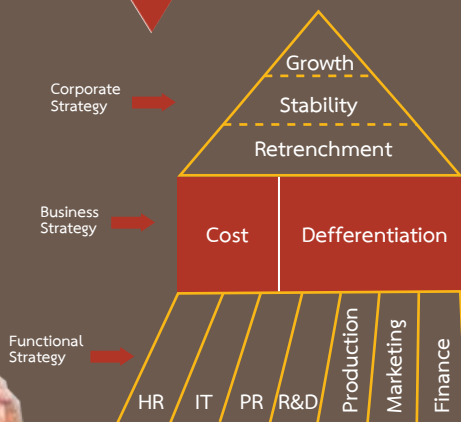 Growth
Corporate
Strategy
Stability
Retrenchment
Business
Strategy
Cost
Defferentiation
Functional
Strategy
HR
IT
PR
R&D
Production
Marketing
Finance